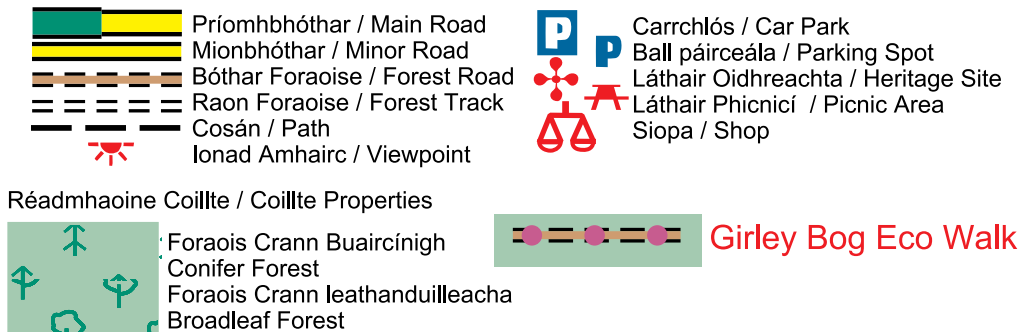 Príomhbhóthar / Main Road
Mionbhóthar / Minor Road
Bóthar Foraoise / Forest Road
Raon Foraoise / Forest Track
Cosán / Path
Ionad Amhairc / Viewpoint
P
P
Carrchlós / Car Park
Ball páirceála / Parking Spot
Láthair Oidhreachta / Heritage Site
Láthair Phicnicí / Picnic Area
Siopa / Shop
Réadmhaoine Coillte / Coillte Properties
Foraois Crann Buaircínigh
Conifer Forest
Foraois Crann leathanduilleacha
Broadleaf Forest
Girley Bog Eco Walk